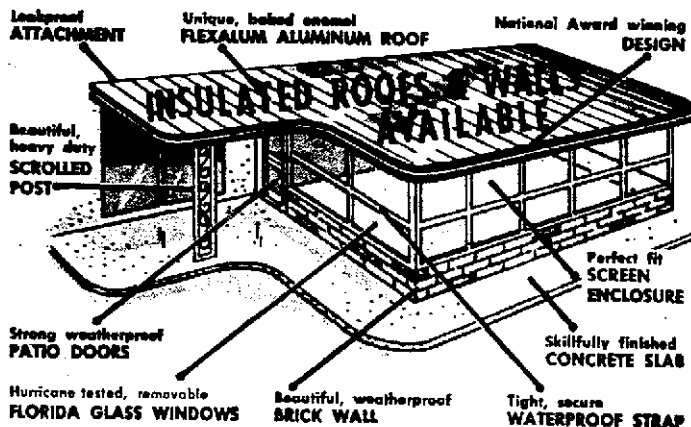 Leakproof
ATTACHMENT
Unique, baked enamel
FLEXALUM ALUMINUM ROOF
National Award winning
DESIGN
INSULATED ROOFS & WALLS
AVAILABLE
Beautiful,
heavy duty
SCROLLED
POST
Perfect fit
SCREEN
ENCLOSURE
Strong weatherproof
PATIO DOORS
Skillfully finished
CONCRETE SLAB
Hurricane tested, removable
FLORIDA GLASS WINDOWS
Beautiful, weatherproof
BRICK WALL
Tight, secure
WATERPROOF STRAP